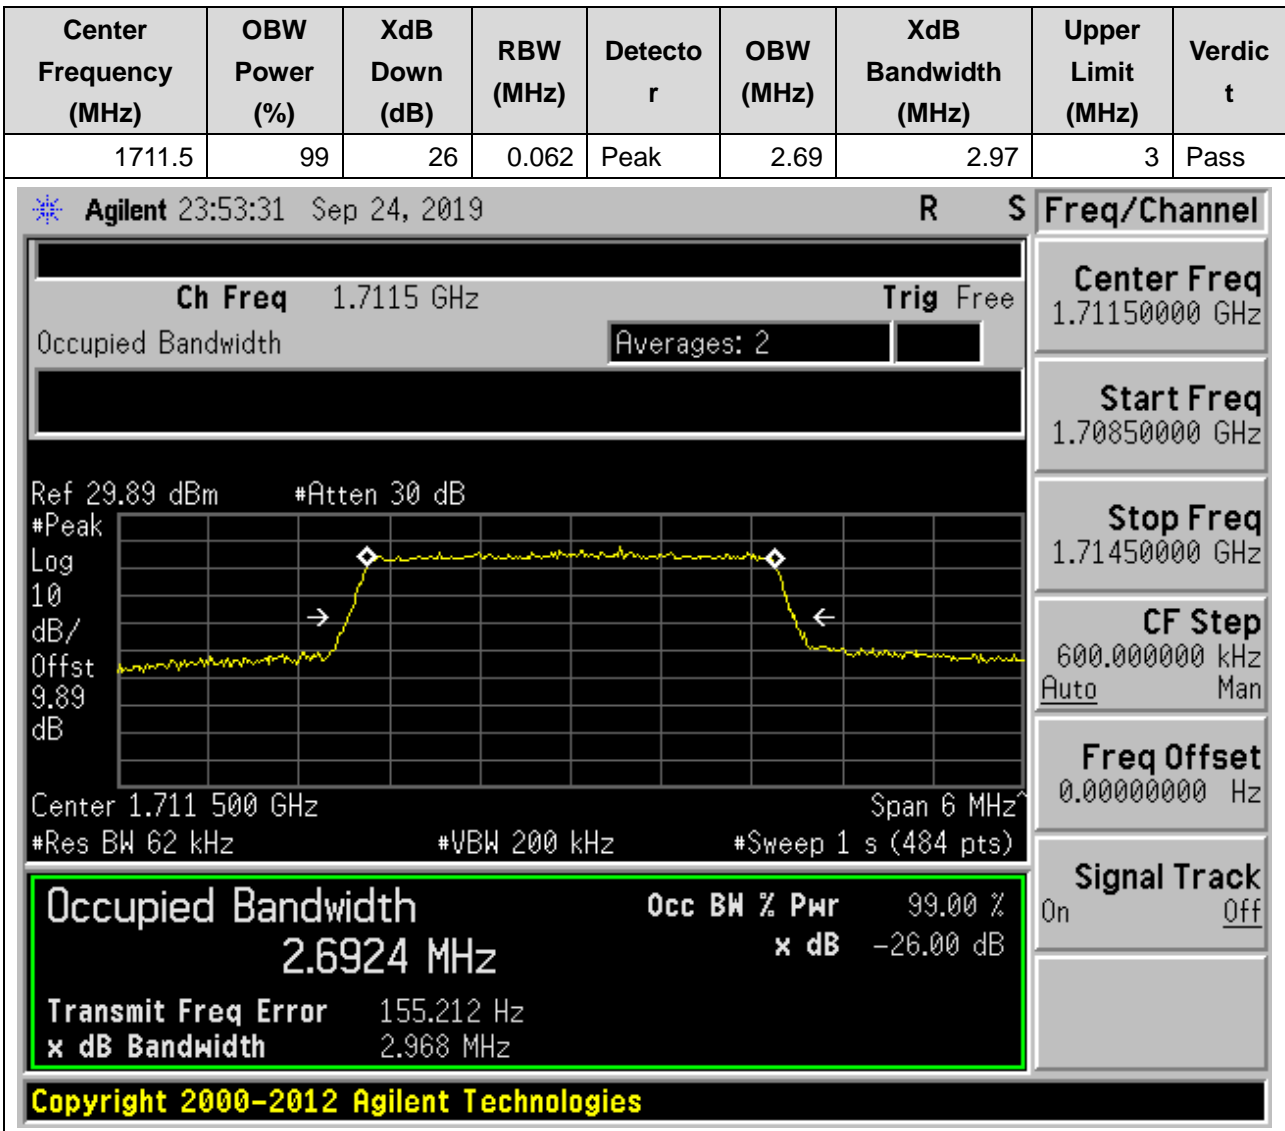 Center Frequency (MHz) OBW Power (%) XdB Down (dB) RBW (MHz) Detecto r OBW (MHz) XdB Bandwidth (MHz) Upper Limit (MHz) Verdic t
1711.5 99 26 0.062 Peak 2.69 2.97 3 Pass
Agilent 23:53:31 Sep 24, 2019 R S
Freq/Channel
Ch Freq 1.7115 GHz Trig Free
Occupied Bandwidth Averages: 2
Ref 29.89 dBm #Atten 30 dB
#Peak
Log
10
dB/
Offst
9.89
dB
Center 1.711 500 GHz Span 6 MHz^
#Res BW 62 kHz #VBW 200 kHz #Sweep 1 s (484 pts)
Occupied Bandwidth Occ BW % Pwr 99.00 %
2.6924 MHz x dB -26.00 dB
Transmit Freq Error 155.212 Hz
x dB Bandwidth 2.968 MHz
Center Freq
1.71150000 GHz
Start Freq
1.70850000 GHz
Stop Freq
1.71450000 GHz
CF Step
600.000000 kHz
Auto Man
Freq Offset
0.00000000 Hz
Signal Track
On Off
Copyright 2000-2012 Agilent Technologies